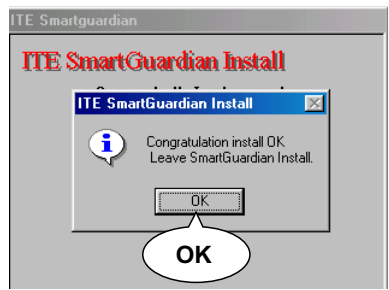 ITE Smartguardian
ITE SmartGuardian Install
ITE SmartGuardian Install
Congratulation install OK
Leave SmartGuardian Install.
OK
OK